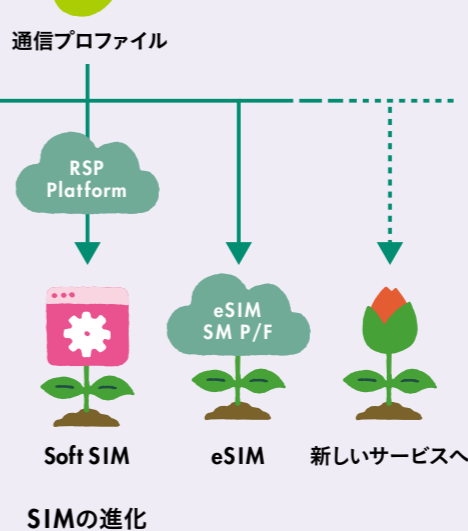 通信プロファイル
RSP
Platform
eSIM
SM P/F
Soft SIM
eSIM
新しいサービスへ
SIMの進化